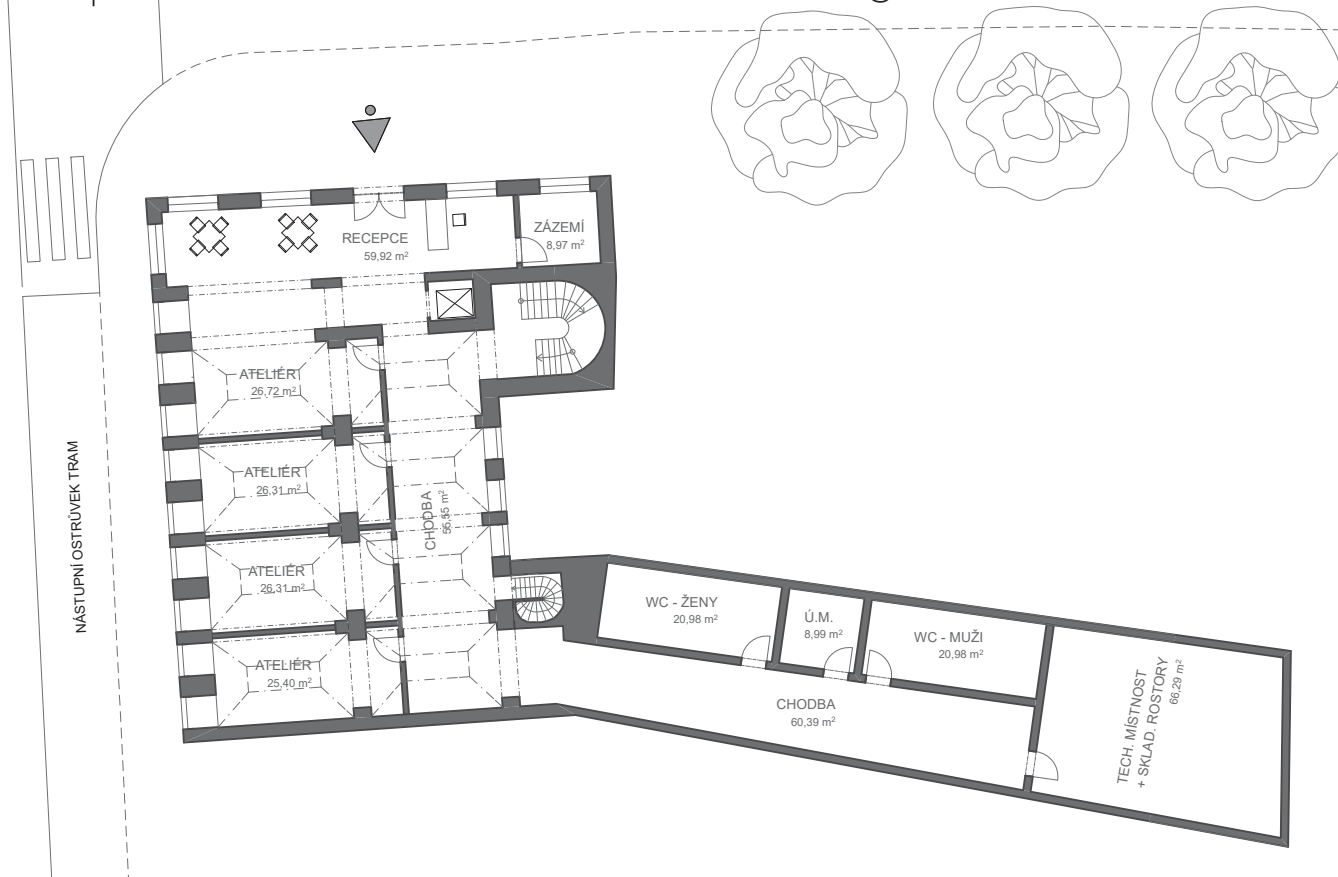 RECEPCE
59,92 m²
ZÁZEMÍ
8,97 m²
ATELIÉR
26,72 m²
ATELIÉR
26,31 m²
CHODBA
55,55 m²
ATELIÉR
26,31 m²
ATELIÉR
25,40 m²
NÁSTUPNÍ OSTRŮVEK TRAM
WC - ŽENY
20,98 m²
Ú.M.
8,99 m²
WC - MUŽI
20,98 m²
CHODBA
60,39 m²
TECH. MÍSTNOST
+ SKLAD. ROSTORY
66,29 m²